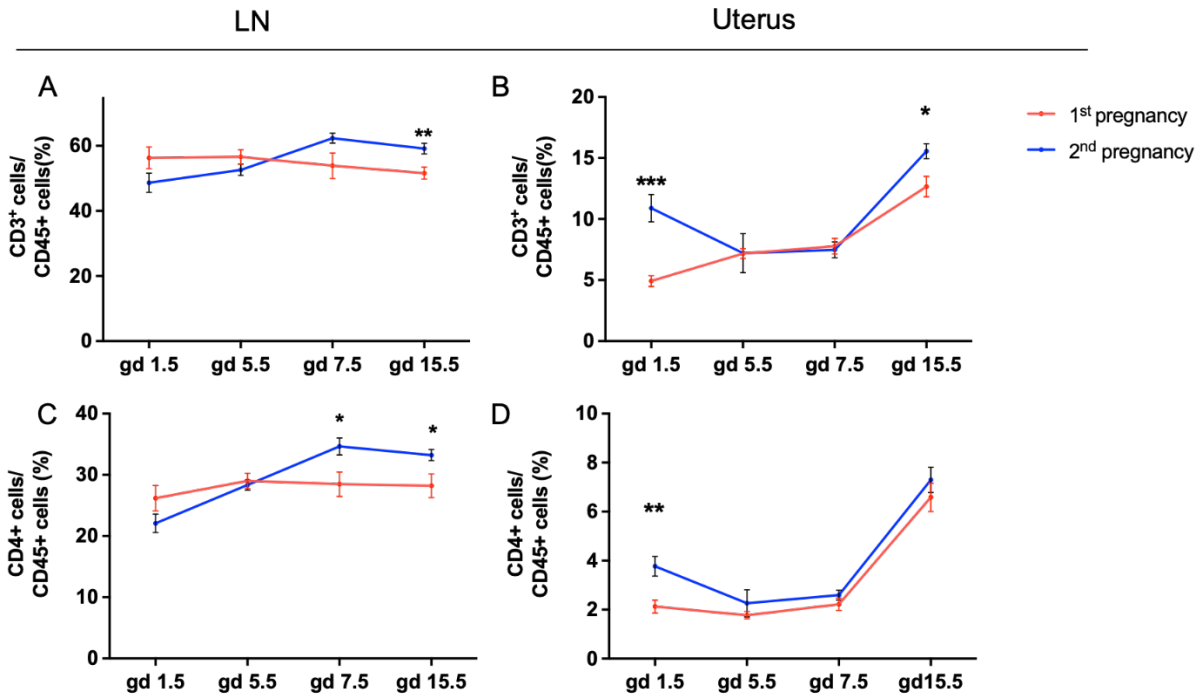 LN
Uterus
A
CD3+ cells/
CD45+ cells(%)
60
40
20
0
**
gd 1.5 gd 5.5 gd 7.5 gd 15.5
B
CD3+ cells/
CD45+ cells(%)
20
15
10
5
0
***
*
gd 1.5 gd 5.5 gd 7.5 gd 15.5
1st pregnancy
2nd pregnancy
C
CD4+ cells/
CD45+ cells (%)
40
30
20
10
0
*
*
gd 1.5 gd 5.5 gd 7.5 gd 15.5
D
CD4+ cells/
CD45+ cells (%)
10
8
6
4
2
0
**
gd 1.5 gd 5.5 gd 7.5 gd15.5